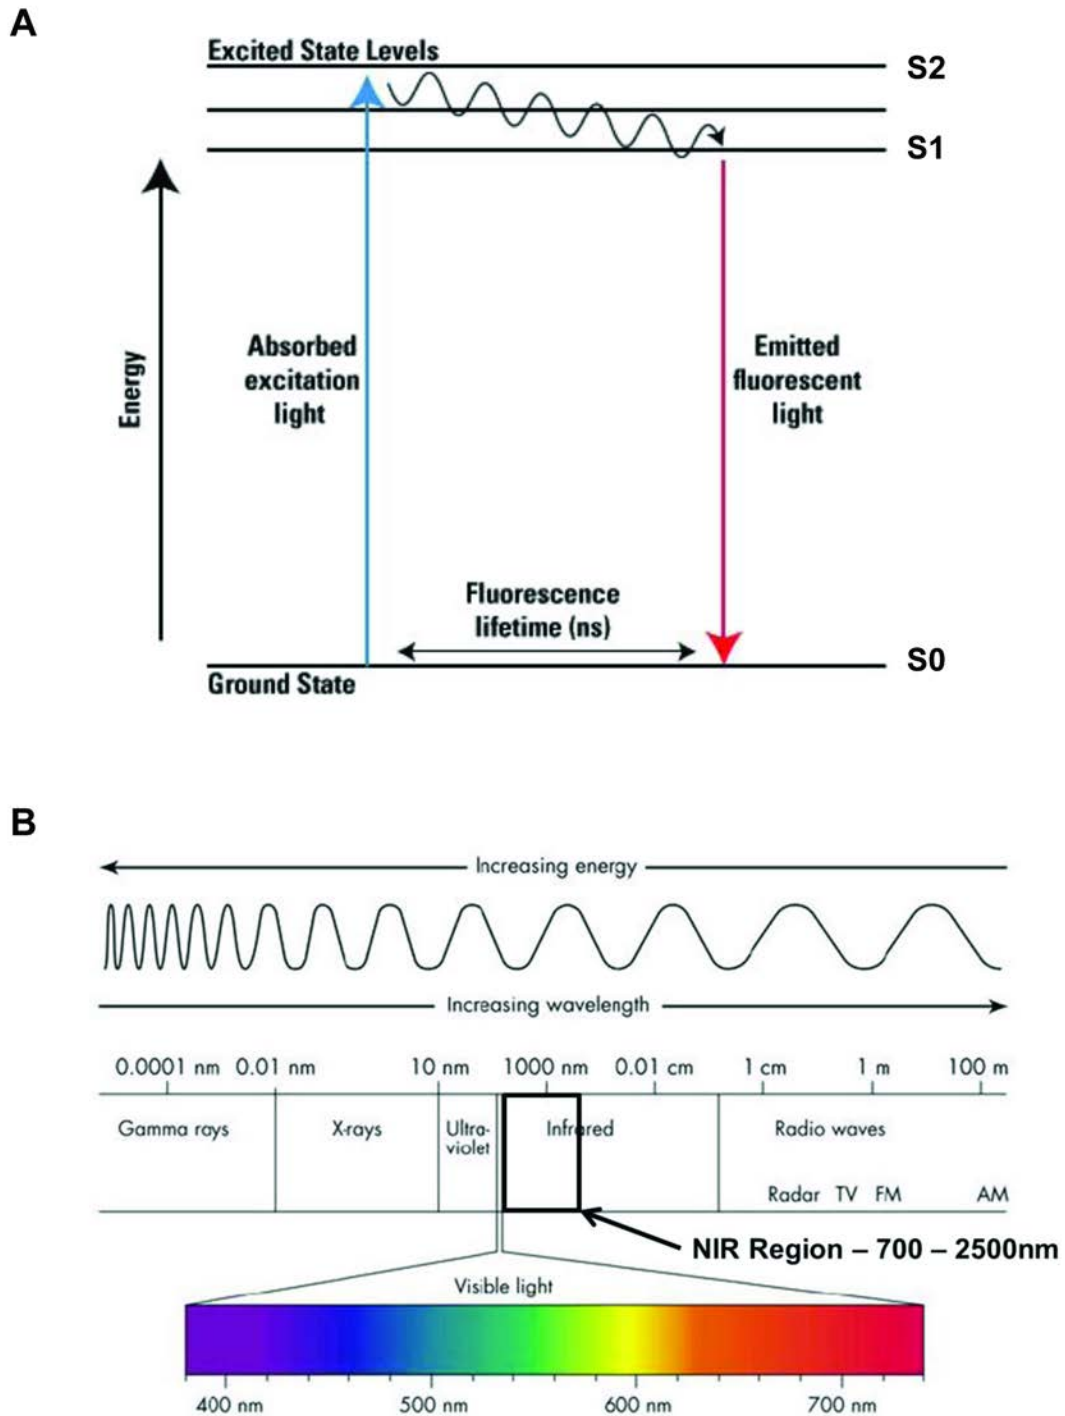 A
Excited State Levels
S2
S1
Energy
Absorbed
excitation
light
Emitted
fluorescent
light
Fluorescence
lifetime (ns)
S0
Ground State
B
Increasing energy
Increasing wavelength
0.0001 nm 0.01 nm 10 nm 1000 nm 0.01 cm 1 cm 1 m 100 m
Gamma rays X-rays Ultra-
violet Infrared Radio waves
Radar TV FM AM
NIR Region – 700 – 2500nm
Visible light
400 nm 500 nm 600 nm 700 nm